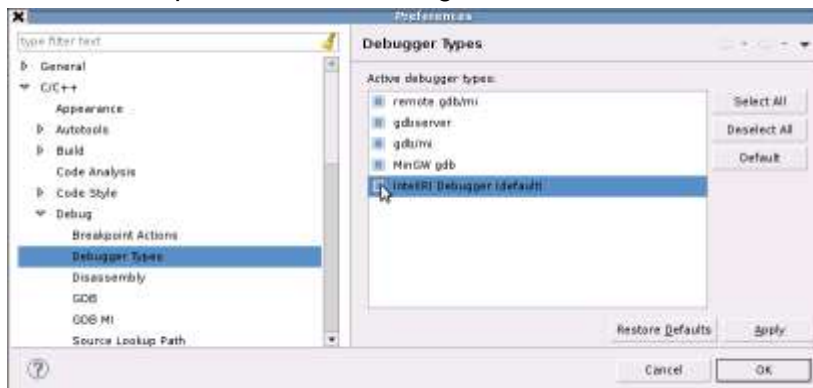 Preferences
type filter text
Debugger Types
General
C/C++
Appearance
Autotools
Build
Code Analysis
Code Style
Debug
Breakpoint Actions
Debugger Types
Disassembly
GDB
GDB MI
Source Lookup Path
Active debugger types:
remote gdb/mi
gdbserver
gdb/mi
MinGW gdb
Intel(R) Debugger (default)
Select All
Deselect All
Default
Restore Defaults
Apply
Cancel
OK